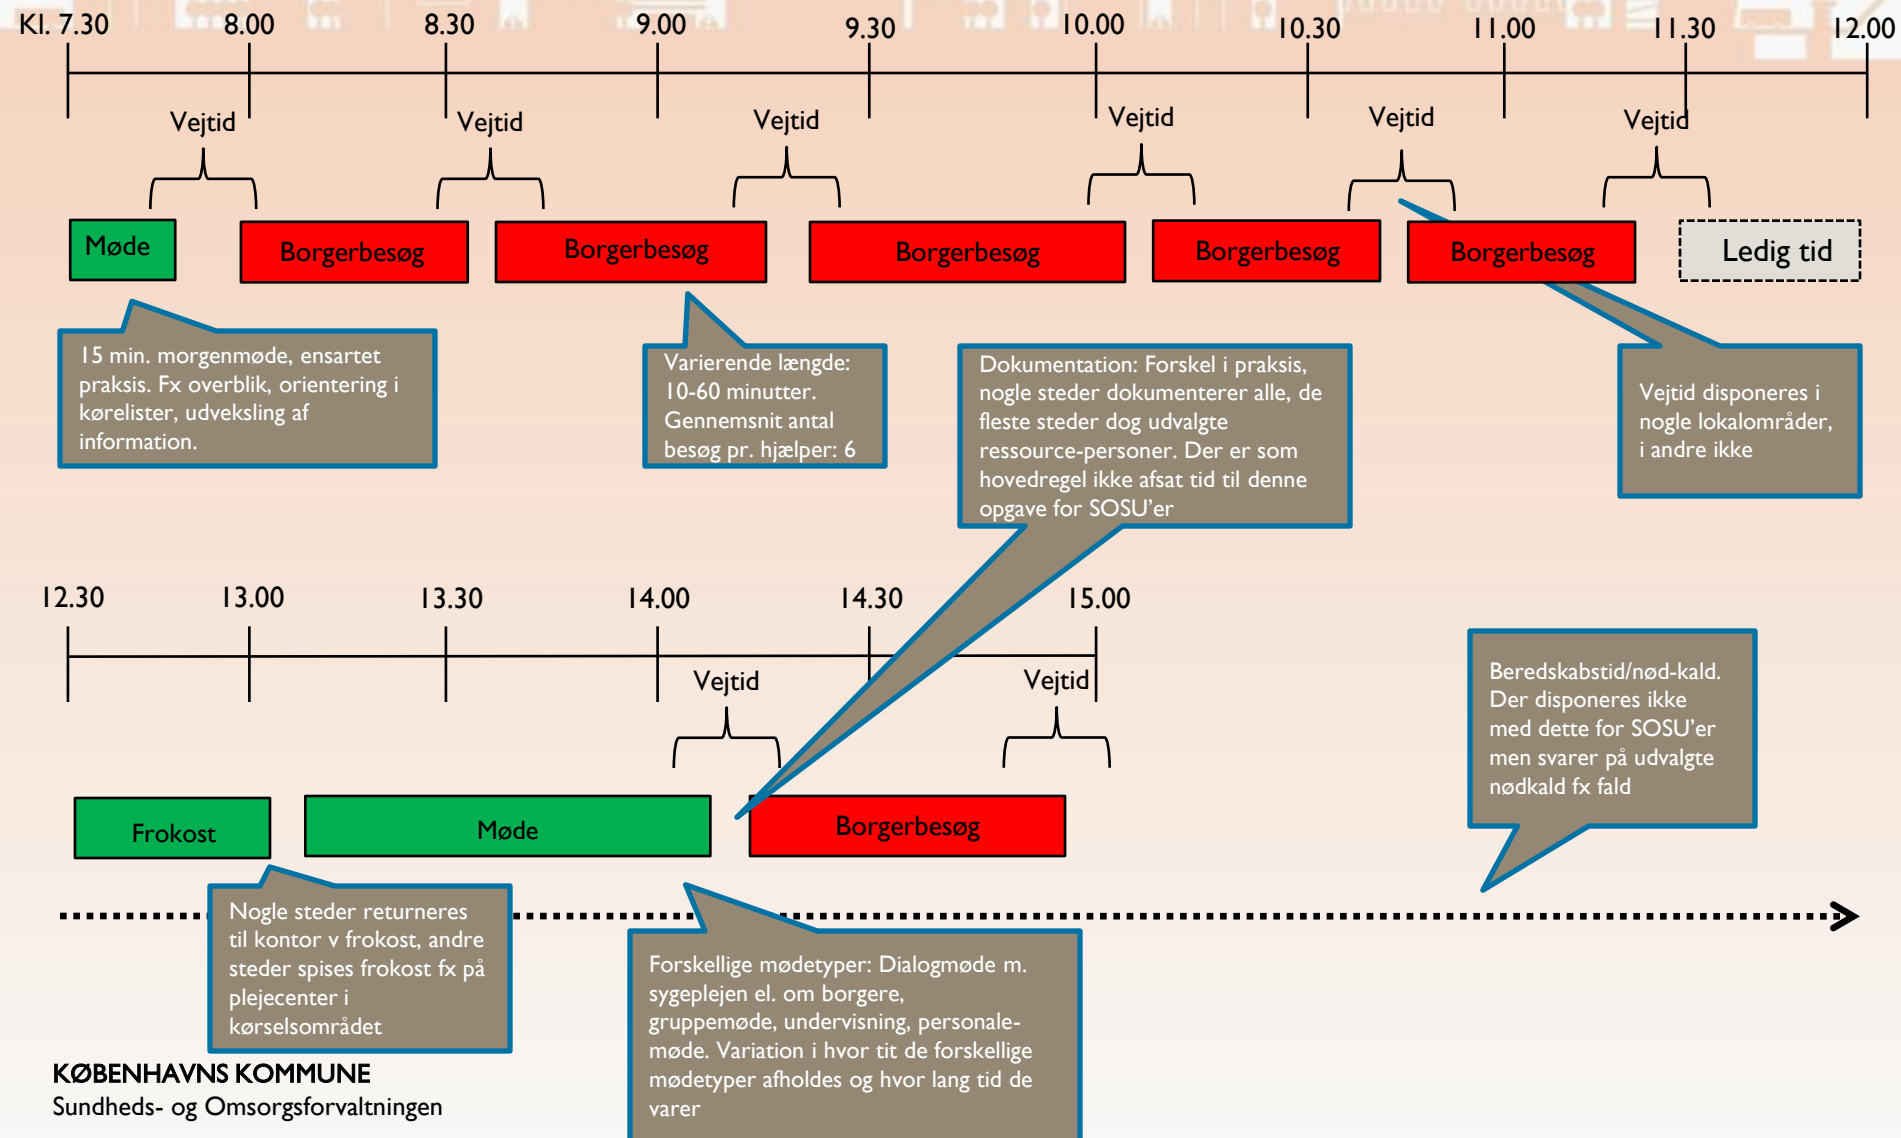 Kl. 7.30 8.00 8.30 9.00 9.30 10.00 10.30 11.00 11.30 12.00
Vejtid Vejtid Vejtid Vejtid Vejtid Vejtid
Møde Borgerbesøg Borgerbesøg Borgerbesøg Borgerbesøg Borgerbesøg Ledig tid
15 min. morgenmøde, ensartet
praksis. Fx overblik, orientering i
kørelister, udveksling af
information.
Varierende længde:
10-60 minutter.
Gennemsnit antal
besøg pr. hjælper: 6
Dokumentation: Forskel i praksis,
nogle steder dokumenterer alle, de
fleste steder dog udvalgte
ressource-personer. Der er som
hovedregel ikke afsat tid til denne
opgave for SOSU'er
Vejtid disponeres i
nogle lokalområder,
i andre ikke
12.30 13.00 13.30 14.00 14.30 15.00
Vejtid Vejtid
Frokost Møde Borgerbesøg
Beredskabstid/nød-kald.
Der disponeres ikke
med dette for SOSU'er
men svarer på udvalgte
nødkald fx fald
Nogle steder returneres
til kontor v frokost, andre
steder spises frokost fx på
plejecenter i
kørselsområdet
Forskellige mødetyper: Dialogmøde m.
sygeplejen el. om borgere,
gruppemøde, undervisning, personale-
møde. Variation i hvor tit de forskellige
mødetyper afholdes og hvor lang tid de
varer
KØBENHAVNS KOMMUNE
Sundheds- og Omsorgsforvaltningen